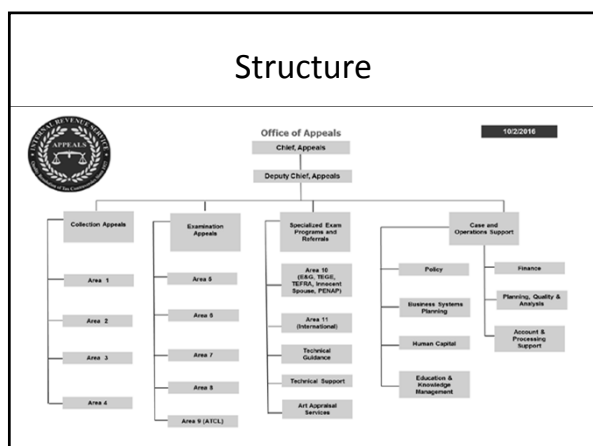 Structure
INTERNAL REVENUE SERVICE
APPEALS
Office of Appeals
10/2/2016
Chief, Appeals
Deputy Chief, Appeals
Collection Appeals
Area 1
Area 2
Area 3
Area 4
Examination
Appeals
Area 5
Area 6
Area 7
Area 8
Area 9 (ATCL)
Specialized Exam
Programs and
Referrals
Area 10
(E&G, TEGE,
TEFRA, Innocent
Spouse, PENAP)
Area 11
(International)
Technical
Guidance
Technical Support
Art Appraisal
Services
Case and
Operations Support
Policy
Business Systems
Planning
Human Capital
Education &
Knowledge
Management
Finance
Planning, Quality &
Analysis
Account &
Processing
Support